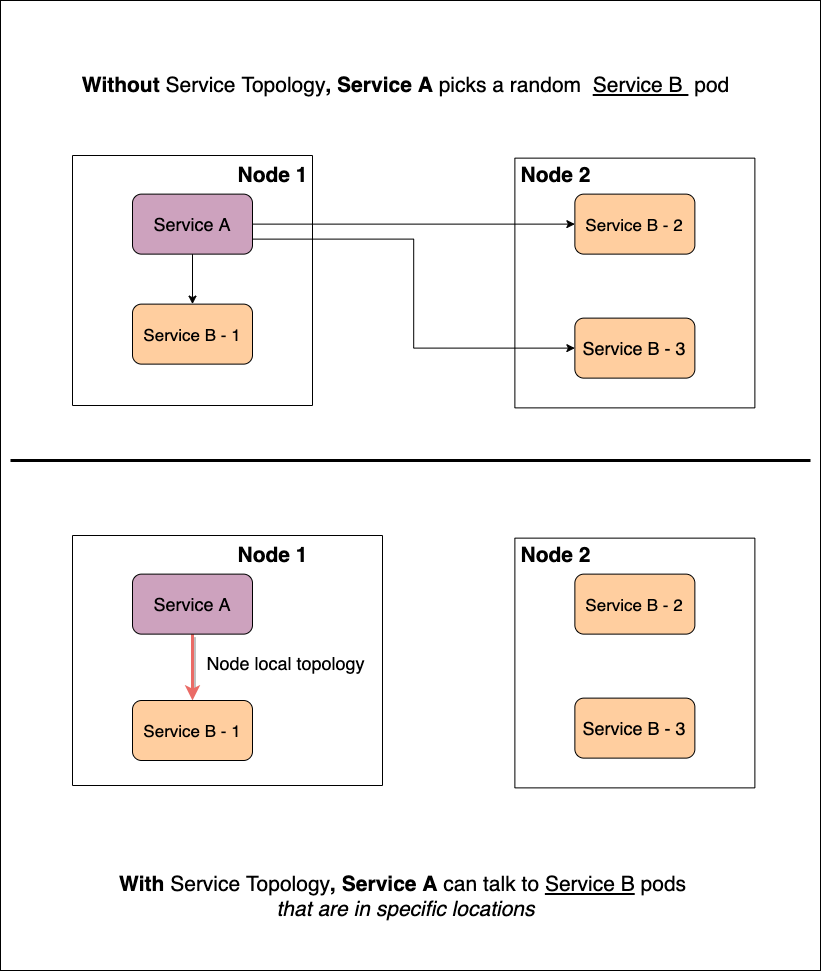 Without Service Topology, Service A picks a random Service B pod
Node 1
Node 2
Service A
Service B - 2
Service B - 1
Service B - 3
Node 1
Node 2
Service A
Service B - 2
Node local topology
Service B - 1
Service B - 3
With Service Topology, Service A can talk to Service B pods
that are in specific locations